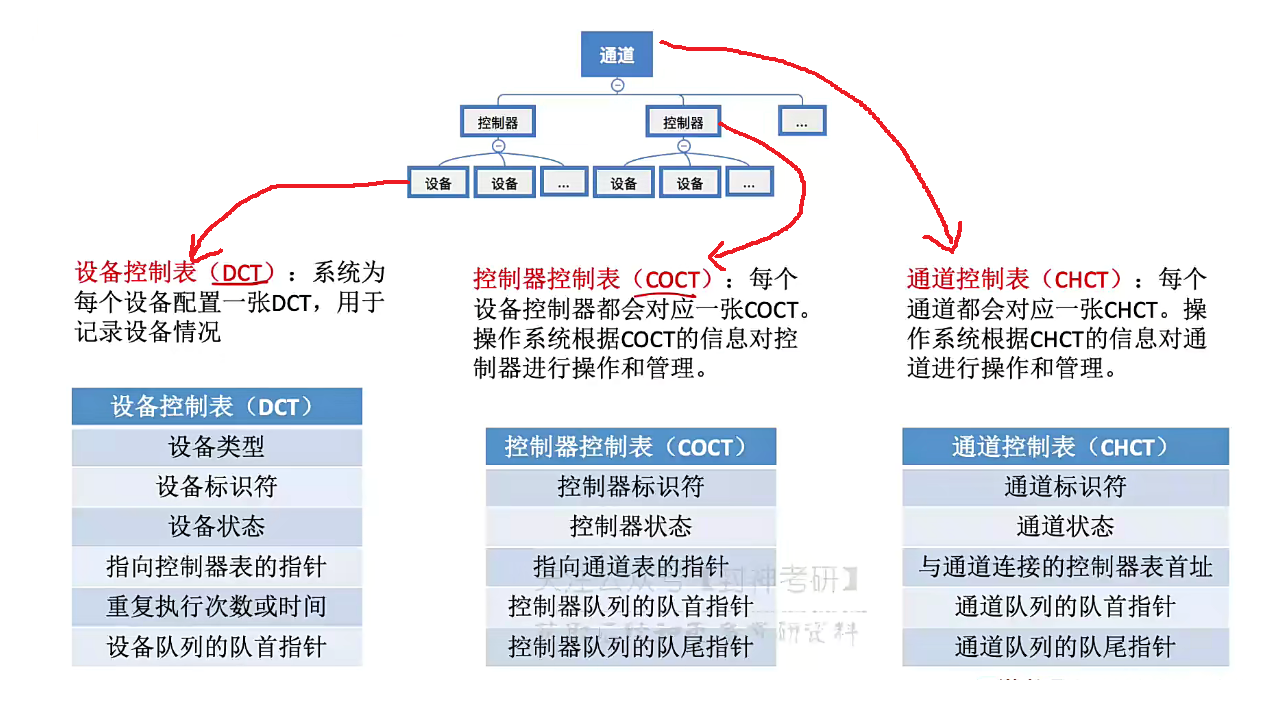 通道
控制器
控制器
...
设备
设备
...
设备
设备
...
设备控制表（DCT）：系统为
每个设备配置一张DCT，用于
记录设备情况
控制器控制表（COCT）：每个
设备控制器都会对应一张COCT。
操作系统根据COCT的信息对控
制器进行操作和管理。
通道控制表（CHCT）：每个
通道都会对应一张CHCT。操
作系统根据CHCT的信息对通
道进行操作和管理。
设备控制表（DCT）
设备类型
设备标识符
设备状态
指向控制器表的指针
重复执行次数或时间
设备队列的队首指针
控制器控制表（COCT）
控制器标识符
控制器状态
指向通道表的指针
控制器队列的队首指针
控制器队列的队尾指针
通道控制表（CHCT）
通道标识符
通道状态
与通道连接的控制器表首址
通道队列的队首指针
通道队列的队尾指针
【封神考研】